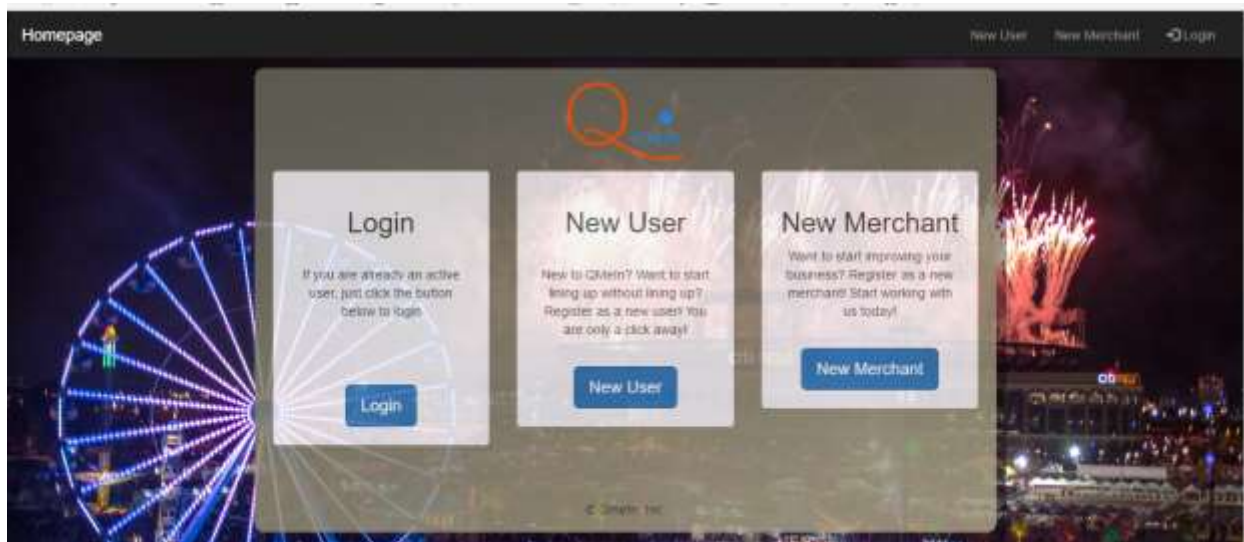 Homepage
New User
New Merchant
Login
Login
If you are already an active
user, just click the button
below to login
Login
New User
New to QMeIn? Want to start
lining up without lining up?
Register as a new user! You
are only a click away!
New User
New Merchant
Want to start improving your
business? Register as a new
merchant! Start working with
us today!
New Merchant